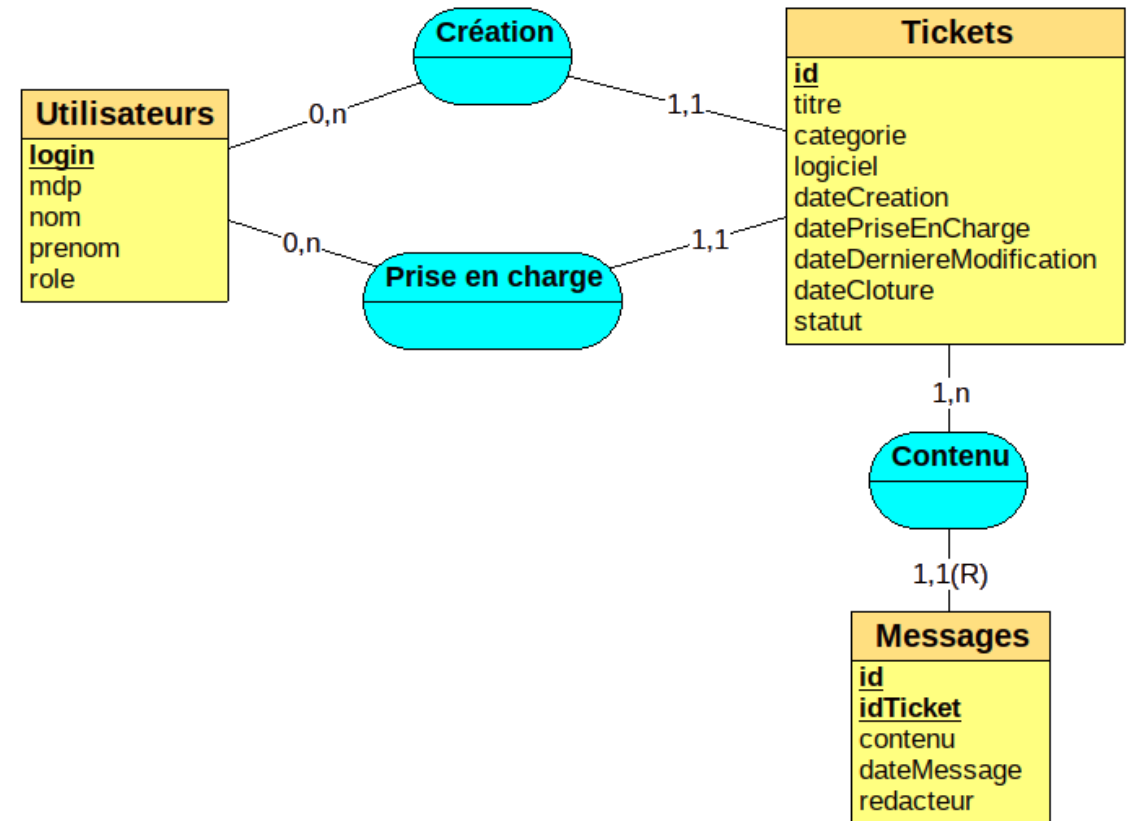 Création
Tickets
id
titre
categorie
logiciel
dateCreation
datePriseEnCharge
dateDerniereModification
dateCloture
statut
Utilisateurs
login
mdp
nom
prenom
role
0,n
1,1
0,n
1,1
Prise en charge
1,n
Contenu
1,1(R)
Messages
id
idTicket
contenu
dateMessage
redacteur